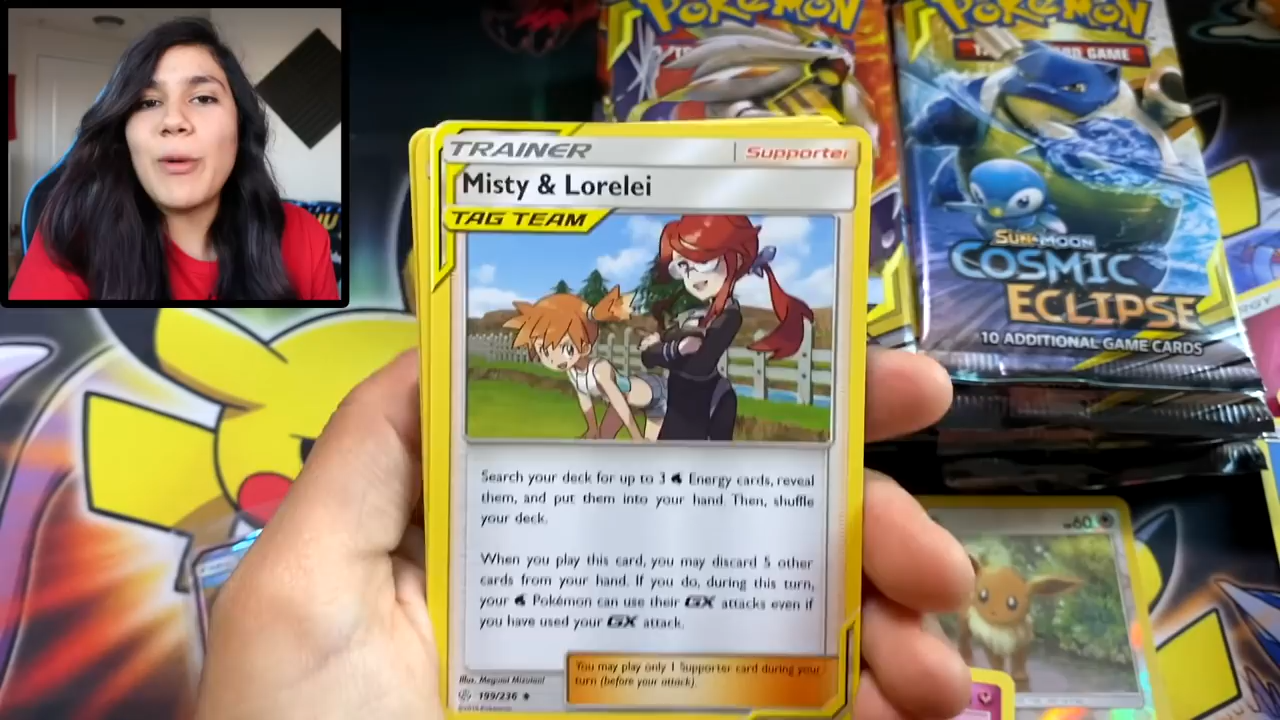 POKÉMON
POKÉMON
TRAINER
Supporter
Misty & Lorelei
TAG TEAM
Search your deck for up to 3 Energy cards, reveal
them, and put them into your hand. Then, shuffle
your deck.
When you play this card, you may discard 5 other
cards from your hand. If you do, during this turn,
your Pokémon can use their GX attacks even if
you have used your GX attack.
You may play only 1 Supporter card during your
turn (before your attack).
Illus. Megumi Mizutani
199/236
SUN & MOON
COSMIC
ECLIPSE
10 ADDITIONAL GAME CARDS
HP60